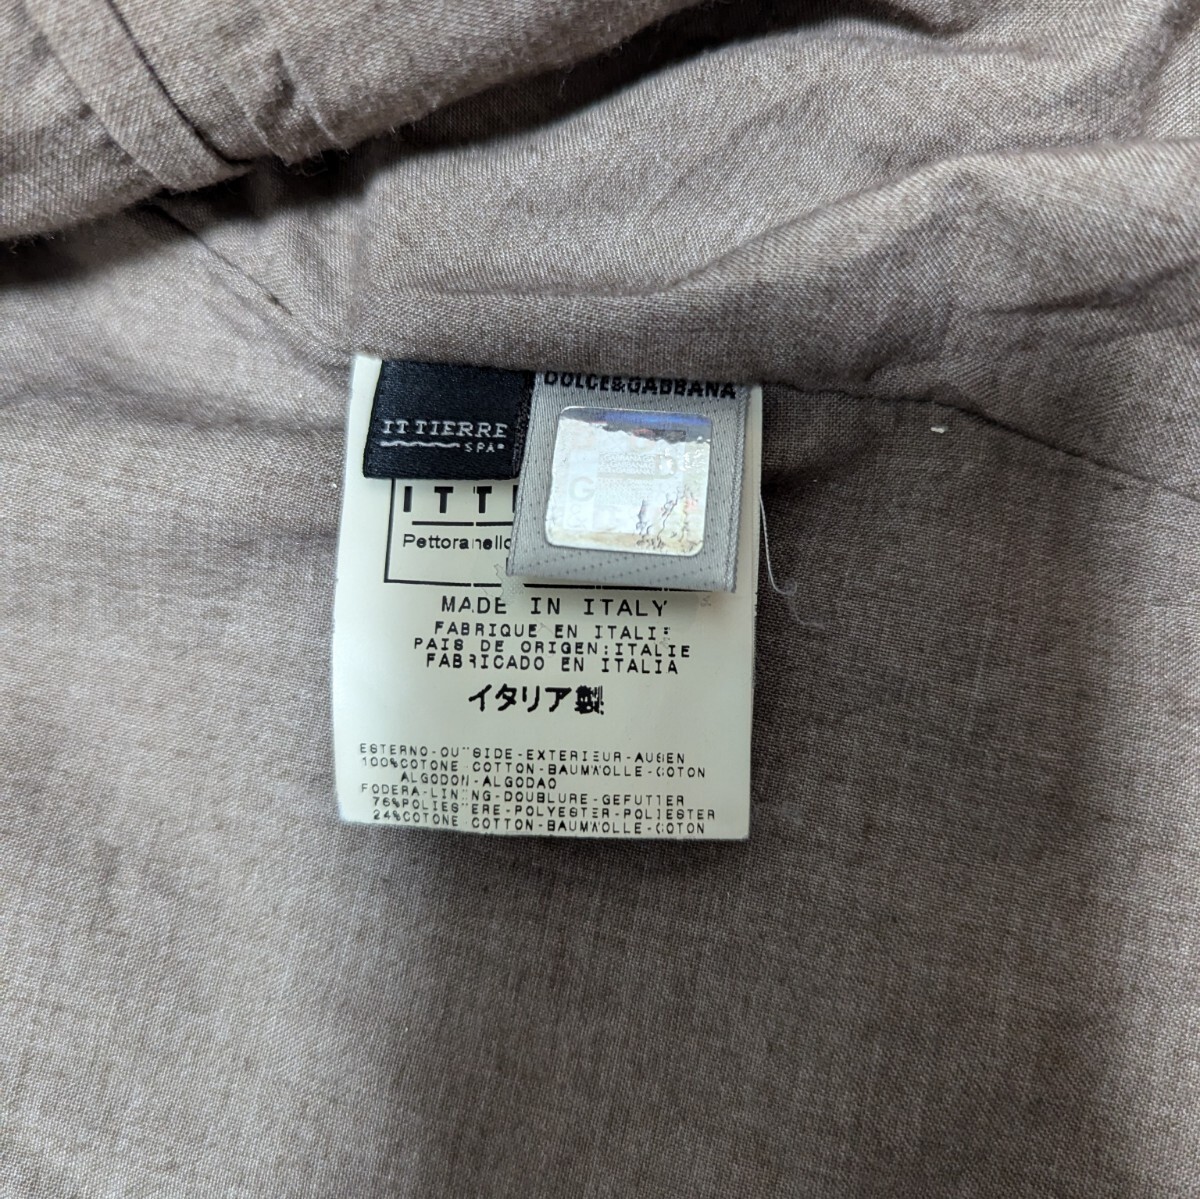 DOLCE&GABBANA
ITTIERRE
SPA
G
ITT
Pettoranello
MADE IN ITALY
FABRIQUE EN ITALIE
PAIS DE ORIGEN:ITALIE
FABRICADO EN ITALIA
イタリア製
ESTERNO-OUTSIDE-EXTERIEUR-AUßEN
100%COTONE COTTON-BAUMWOLLE-COTON
ALGODON-ALGODAO
FODERA-LINING-DOUBLURE-GEFUTTER
76%POLIESTERE-POLYESTER-POLIESTER
24%COTONE COTTON-BAUMWOLLE-COTON